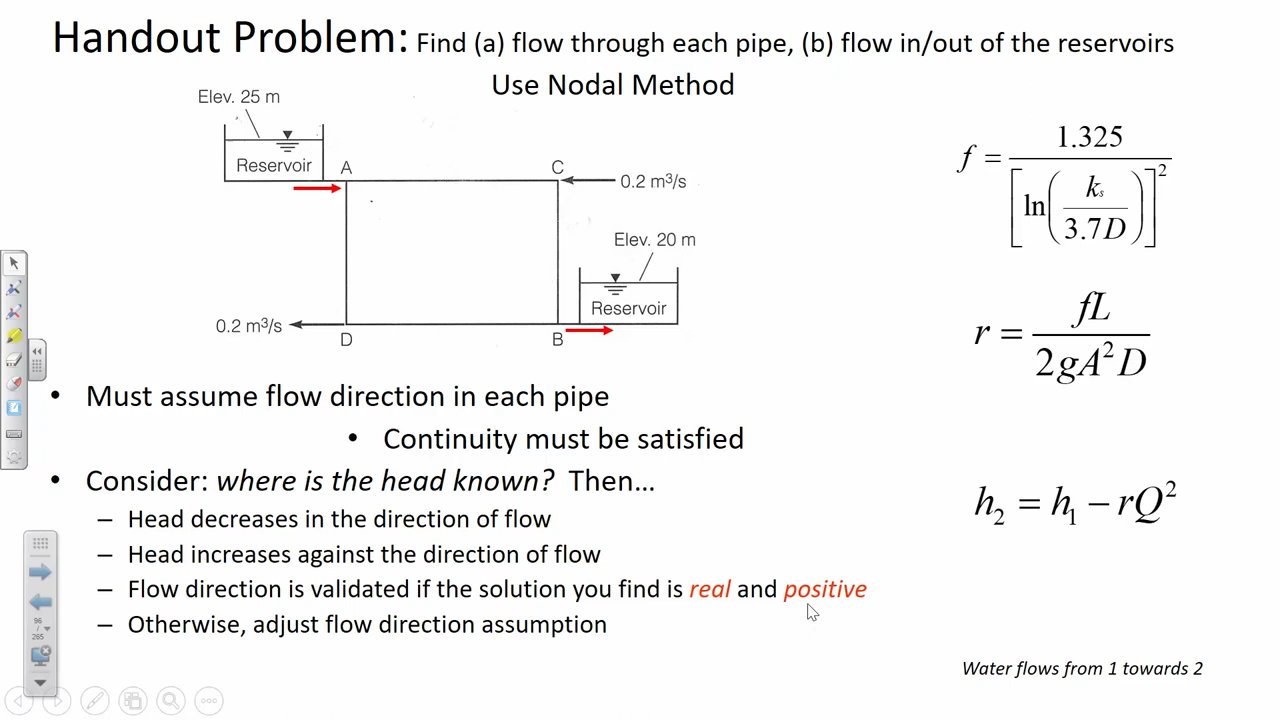 Handout Problem: Find (a) flow through each pipe, (b) flow in/out of the reservoirs
Use Nodal Method
Elev. 25 m
Reservoir
A
C
0.2 m³/s
Elev. 20 m
Reservoir
0.2 m³/s
D
B
f = 1.325 / [ln(kₛ / 3.7D)]²
r = fL / 2gA²D
h₂ = h₁ − rQ²
• Must assume flow direction in each pipe
• Continuity must be satisfied
• Consider: where is the head known? Then…
– Head decreases in the direction of flow
– Head increases against the direction of flow
– Flow direction is validated if the solution you find is real and positive
– Otherwise, adjust flow direction assumption
Water flows from 1 towards 2
96
/
265